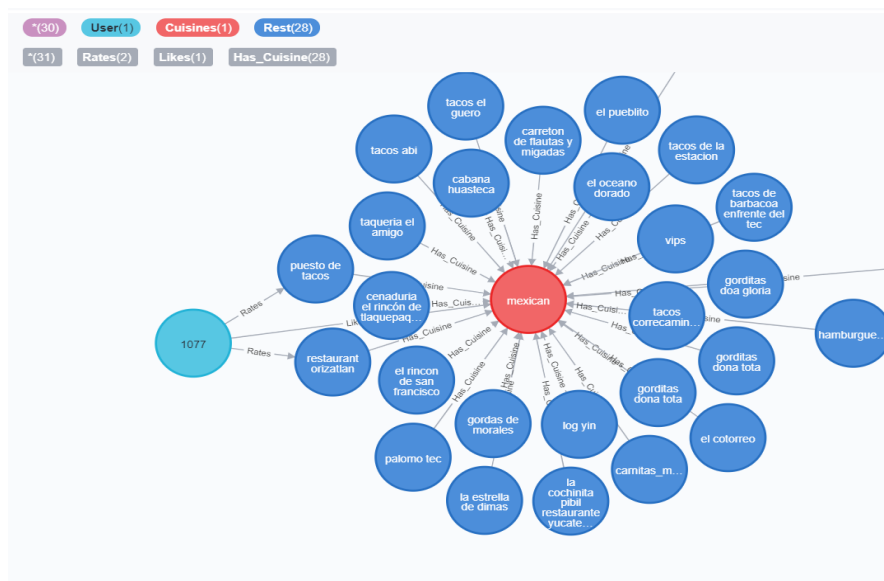 *(30) User(1) Cuisines(1) Rest(28)
*(31) Rates(2) Likes(1) Has_Cuisine(28)
tacos el
guero
carreton
de flautas y
migadas
el pueblito
tacos abi
tacos de la
estacion
cabana
huasteca
el oceano
dorado
tacos de
barbacoa
enfrente del
tec
taqueria el
amigo
vips
puesto de
tacos
gorditas
doa gloria
cenaduria
el rincón de
tlaquepaq...
mexican
tacos
correcamin...
hamburgue...
1077
Rates
Rates
restaurant
orizatlan
gorditas
dona tota
el rincon
de san
francisco
gorditas
dona tota
gordas de
morales
log yin
el cotorreo
palomo tec
carnitas_m...
la estrella
de dimas
la
cochinita
pibil
restaurante
yucate...
Has_Cuisine
Has_Cuisine
Has_Cuisine
Has_Cuisine
Has_Cuisine
Has_Cuis...
Has_Cuisi...